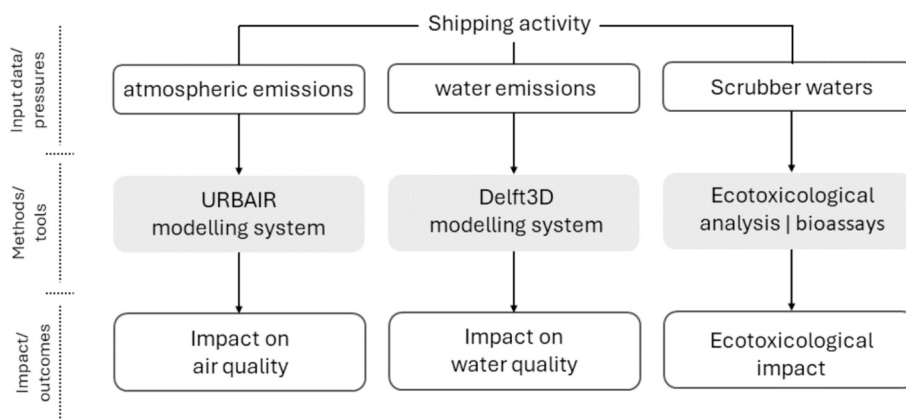 Shipping activity
Input data/
pressures
atmospheric emissions
water emissions
Scrubber waters
Methods/
tools
URBAIR
modelling system
Delft3D
modelling system
Ecotoxicological
analysis | bioassays
Impact/
outcomes
Impact on
air quality
Impact on
water quality
Ecotoxicological
impact